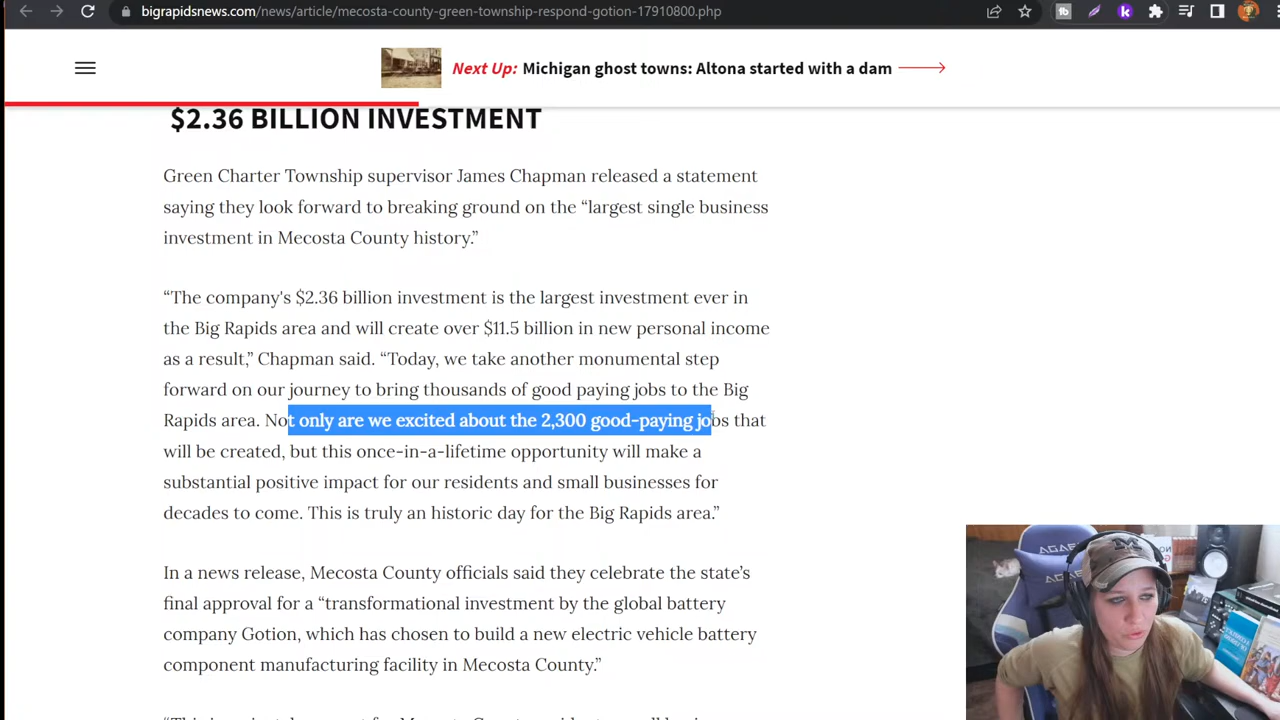 bigrapidsnews.com/news/article/mecosta-county-green-township-respond-gotion-17910800.php
Next Up: Michigan ghost towns: Altona started with a dam
$2.36 BILLION INVESTMENT
Green Charter Township supervisor James Chapman released a statement
saying they look forward to breaking ground on the “largest single business
investment in Mecosta County history.”
“The company's $2.36 billion investment is the largest investment ever in
the Big Rapids area and will create over $11.5 billion in new personal income
as a result,” Chapman said. “Today, we take another monumental step
forward on our journey to bring thousands of good paying jobs to the Big
Rapids area. Not only are we excited about the 2,300 good-paying jobs that
will be created, but this once-in-a-lifetime opportunity will make a
substantial positive impact for our residents and small businesses for
decades to come. This is truly an historic day for the Big Rapids area.”
In a news release, Mecosta County officials said they celebrate the state’s
final approval for a “transformational investment by the global battery
company Gotion, which has chosen to build a new electric vehicle battery
component manufacturing facility in Mecosta County.”